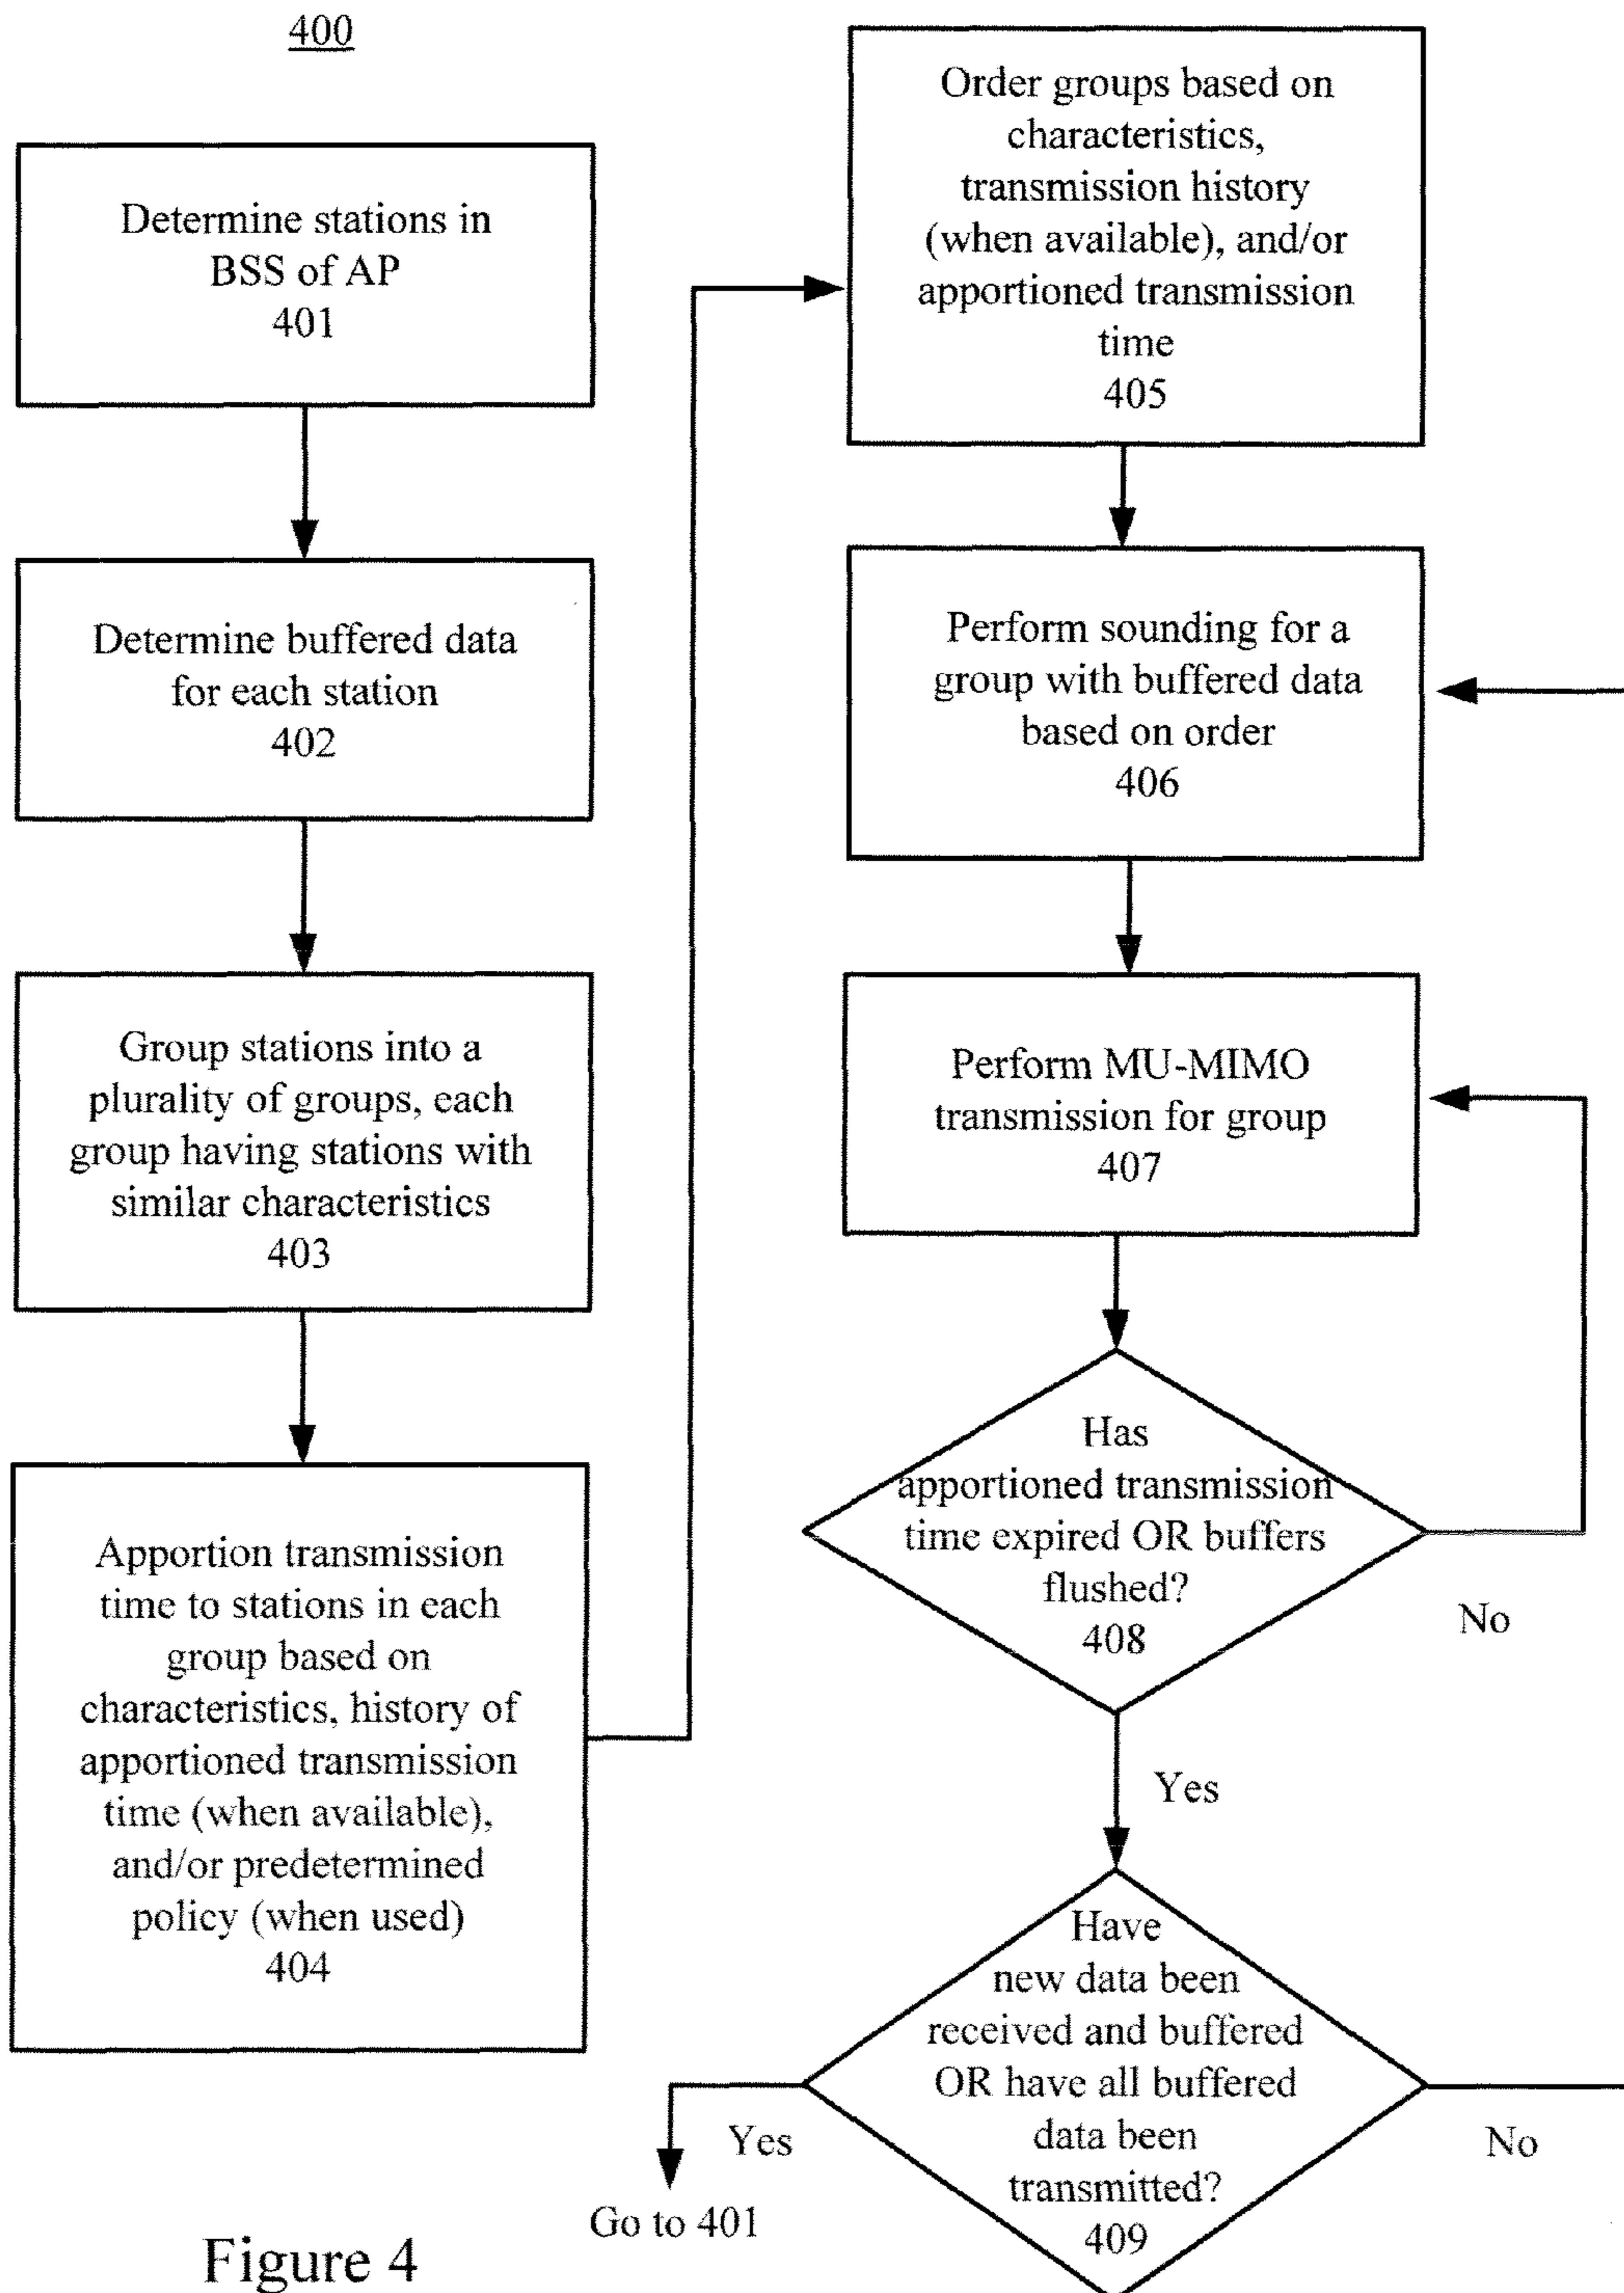 400
Determine stations in
BSS of AP
401
Determine buffered data
for each station
402
Group stations into a
plurality of groups, each
group having stations with
similar characteristics
403
Apportion transmission
time to stations in each
group based on
characteristics, history of
apportioned transmission
time (when available),
and/or predetermined
policy (when used)
404
Order groups based on
characteristics,
transmission history
(when available), and/or
apportioned transmission
time
405
Perform sounding for a
group with buffered data
based on order
406
Perform MU-MIMO
transmission for group
407
Has
apportioned transmission
time expired OR buffers
flushed?
408
No
Yes
Have
new data been
received and buffered
OR have all buffered
data been
transmitted?
409
Yes
No
Go to 401
Figure 4